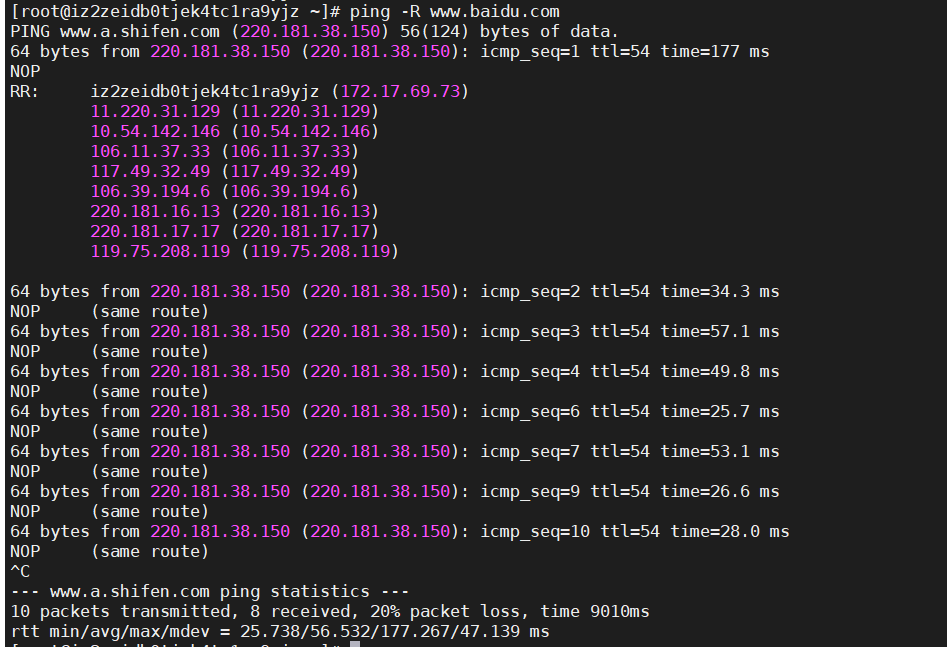 [root@iz2zeidb0tjek4tc1ra9yjz ~]# ping -R www.baidu.com
PING www.a.shifen.com (220.181.38.150) 56(124) bytes of data.
64 bytes from 220.181.38.150 (220.181.38.150): icmp_seq=1 ttl=54 time=177 ms
NOP
RR:     iz2zeidb0tjek4tc1ra9yjz (172.17.69.73)
        11.220.31.129 (11.220.31.129)
        10.54.142.146 (10.54.142.146)
        106.11.37.33 (106.11.37.33)
        117.49.32.49 (117.49.32.49)
        106.39.194.6 (106.39.194.6)
        220.181.16.13 (220.181.16.13)
        220.181.17.17 (220.181.17.17)
        119.75.208.119 (119.75.208.119)
64 bytes from 220.181.38.150 (220.181.38.150): icmp_seq=2 ttl=54 time=34.3 ms
NOP     (same route)
64 bytes from 220.181.38.150 (220.181.38.150): icmp_seq=3 ttl=54 time=57.1 ms
NOP     (same route)
64 bytes from 220.181.38.150 (220.181.38.150): icmp_seq=4 ttl=54 time=49.8 ms
NOP     (same route)
64 bytes from 220.181.38.150 (220.181.38.150): icmp_seq=6 ttl=54 time=25.7 ms
NOP     (same route)
64 bytes from 220.181.38.150 (220.181.38.150): icmp_seq=7 ttl=54 time=53.1 ms
NOP     (same route)
64 bytes from 220.181.38.150 (220.181.38.150): icmp_seq=9 ttl=54 time=26.6 ms
NOP     (same route)
64 bytes from 220.181.38.150 (220.181.38.150): icmp_seq=10 ttl=54 time=28.0 ms
NOP     (same route)
^C
--- www.a.shifen.com ping statistics ---
10 packets transmitted, 8 received, 20% packet loss, time 9010ms
rtt min/avg/max/mdev = 25.738/56.532/177.267/47.139 ms